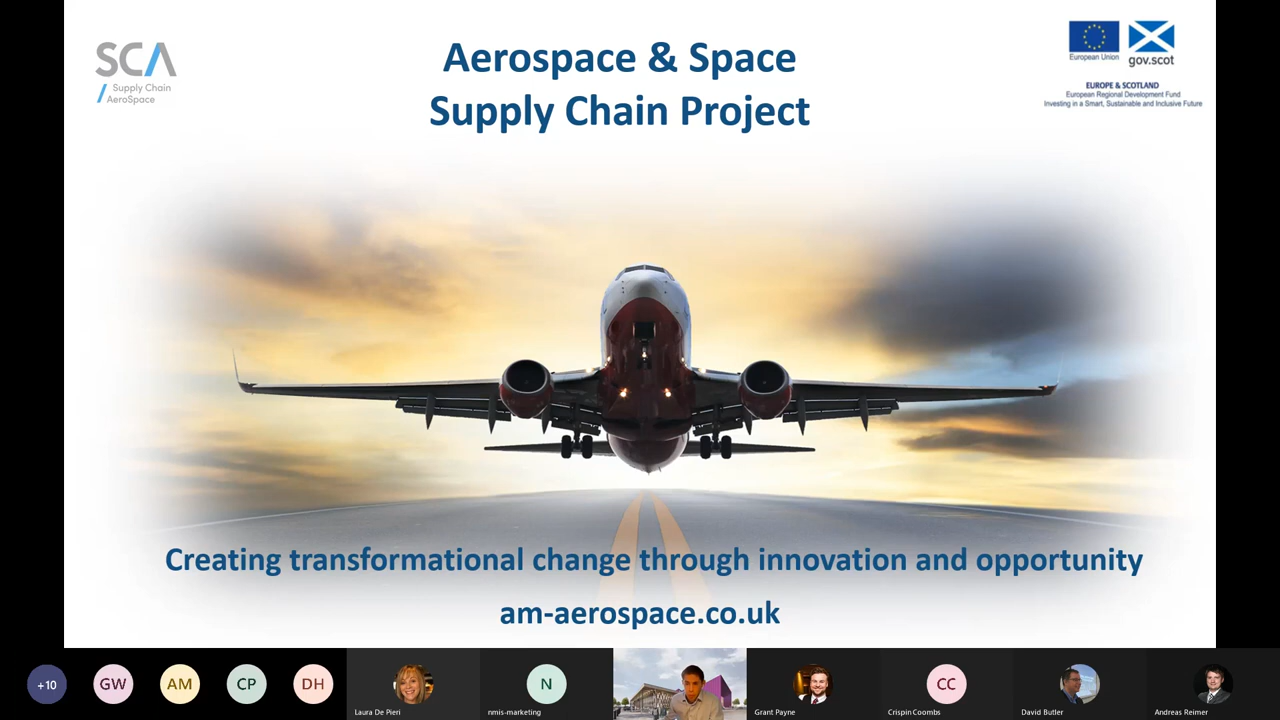 SCA
Supply Chain
AeroSpace
Aerospace & Space
Supply Chain Project
European Union
gov.scot
EUROPE & SCOTLAND
European Regional Development Fund
Investing in a Smart, Sustainable and Inclusive Future
Creating transformational change through innovation and opportunity
am-aerospace.co.uk
+10
GW
AM
CP
DH
Laura De Pieri
N
nmis-marketing
Grant Payne
CC
Crispin Coombs
David Butler
Andreas Reimer